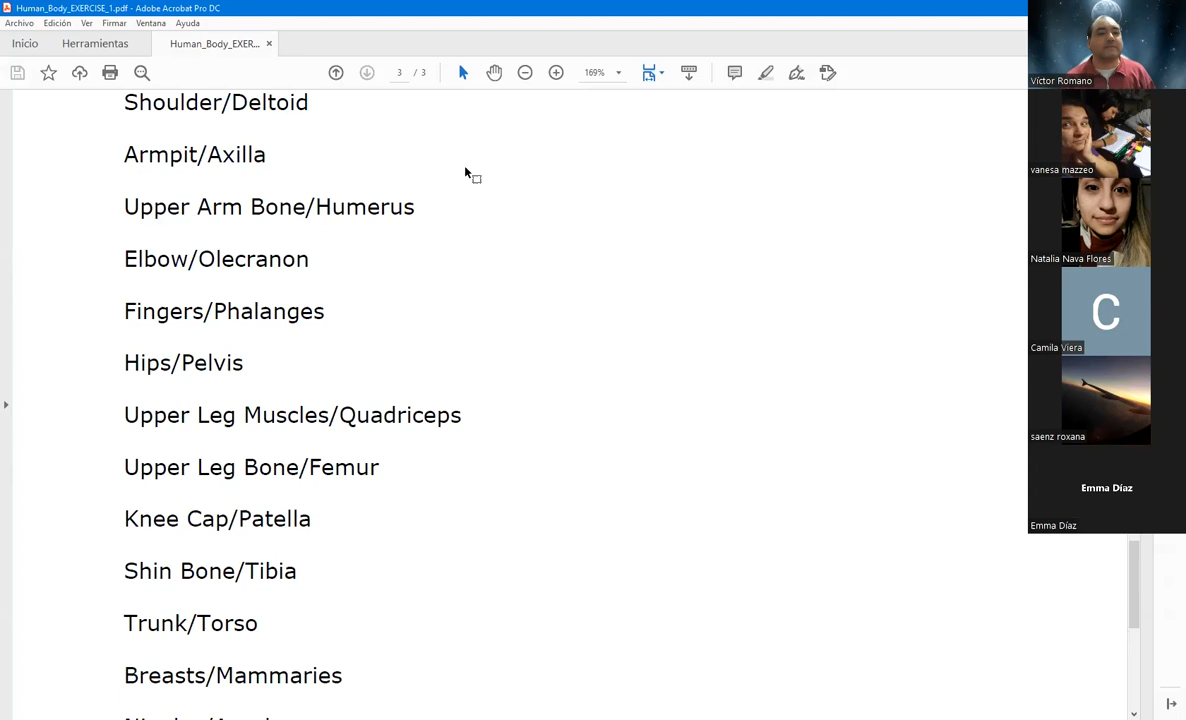 Human_Body_EXERCISE_1.pdf - Adobe Acrobat Pro DC
Archivo Edición Ver Firmar Ventana Ayuda
Inicio Herramientas Human_Body_EXER... ×
3 / 3 169%
Shoulder/Deltoid
Armpit/Axilla
Upper Arm Bone/Humerus
Elbow/Olecranon
Fingers/Phalanges
Hips/Pelvis
Upper Leg Muscles/Quadriceps
Upper Leg Bone/Femur
Knee Cap/Patella
Shin Bone/Tibia
Trunk/Torso
Breasts/Mammaries
Víctor Romano
vanesa mazzeo
Natalia Nava Flores
C
Camila Viera
saenz roxana
Emma Díaz
Emma Díaz